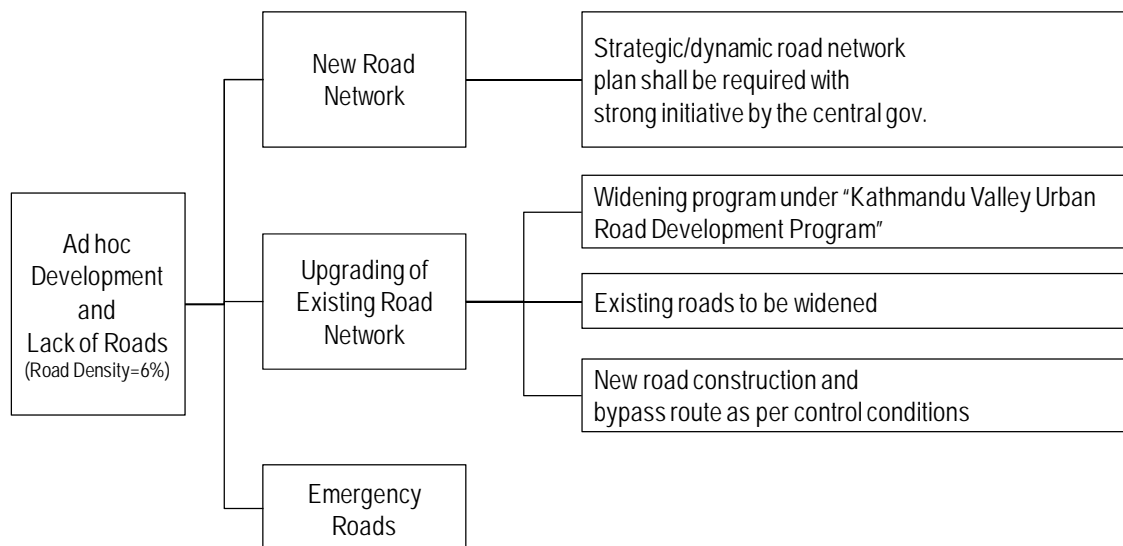 Ad hoc
Development
and
Lack of Roads
(Road Density=6%)
New Road
Network
Strategic/dynamic road network
plan shall be required with
strong initiative by the central gov.
Upgrading of
Existing Road
Network
Widening program under “Kathmandu Valley Urban
Road Development Program”
Existing roads to be widened
New road construction and
bypass route as per control conditions
Emergency
Roads